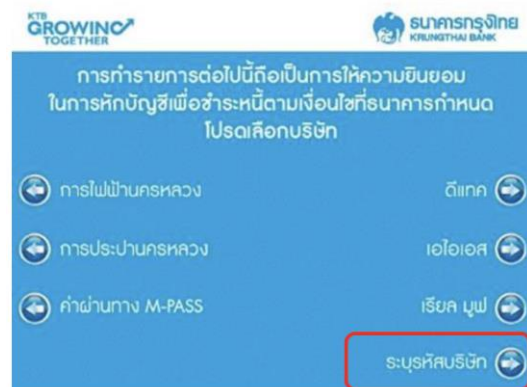 KTB
GROWING
TOGETHER
ธนาคารกรุงไทย
KRUNGTHAI BANK
การทำรายการต่อไปนี้ถือเป็นการให้ความยินยอม
ในการหักบัญชีเพื่อชำระหนี้ตามเงื่อนไขที่ธนาคารกำหนด
โปรดเลือกบริษัท
การไฟฟ้านครหลวง
ดีแทค
การประปานครหลวง
เอไอเอส
ค่าผ่านทาง M-PASS
เรียล มูฟ
ระบุรหัสบริษัท